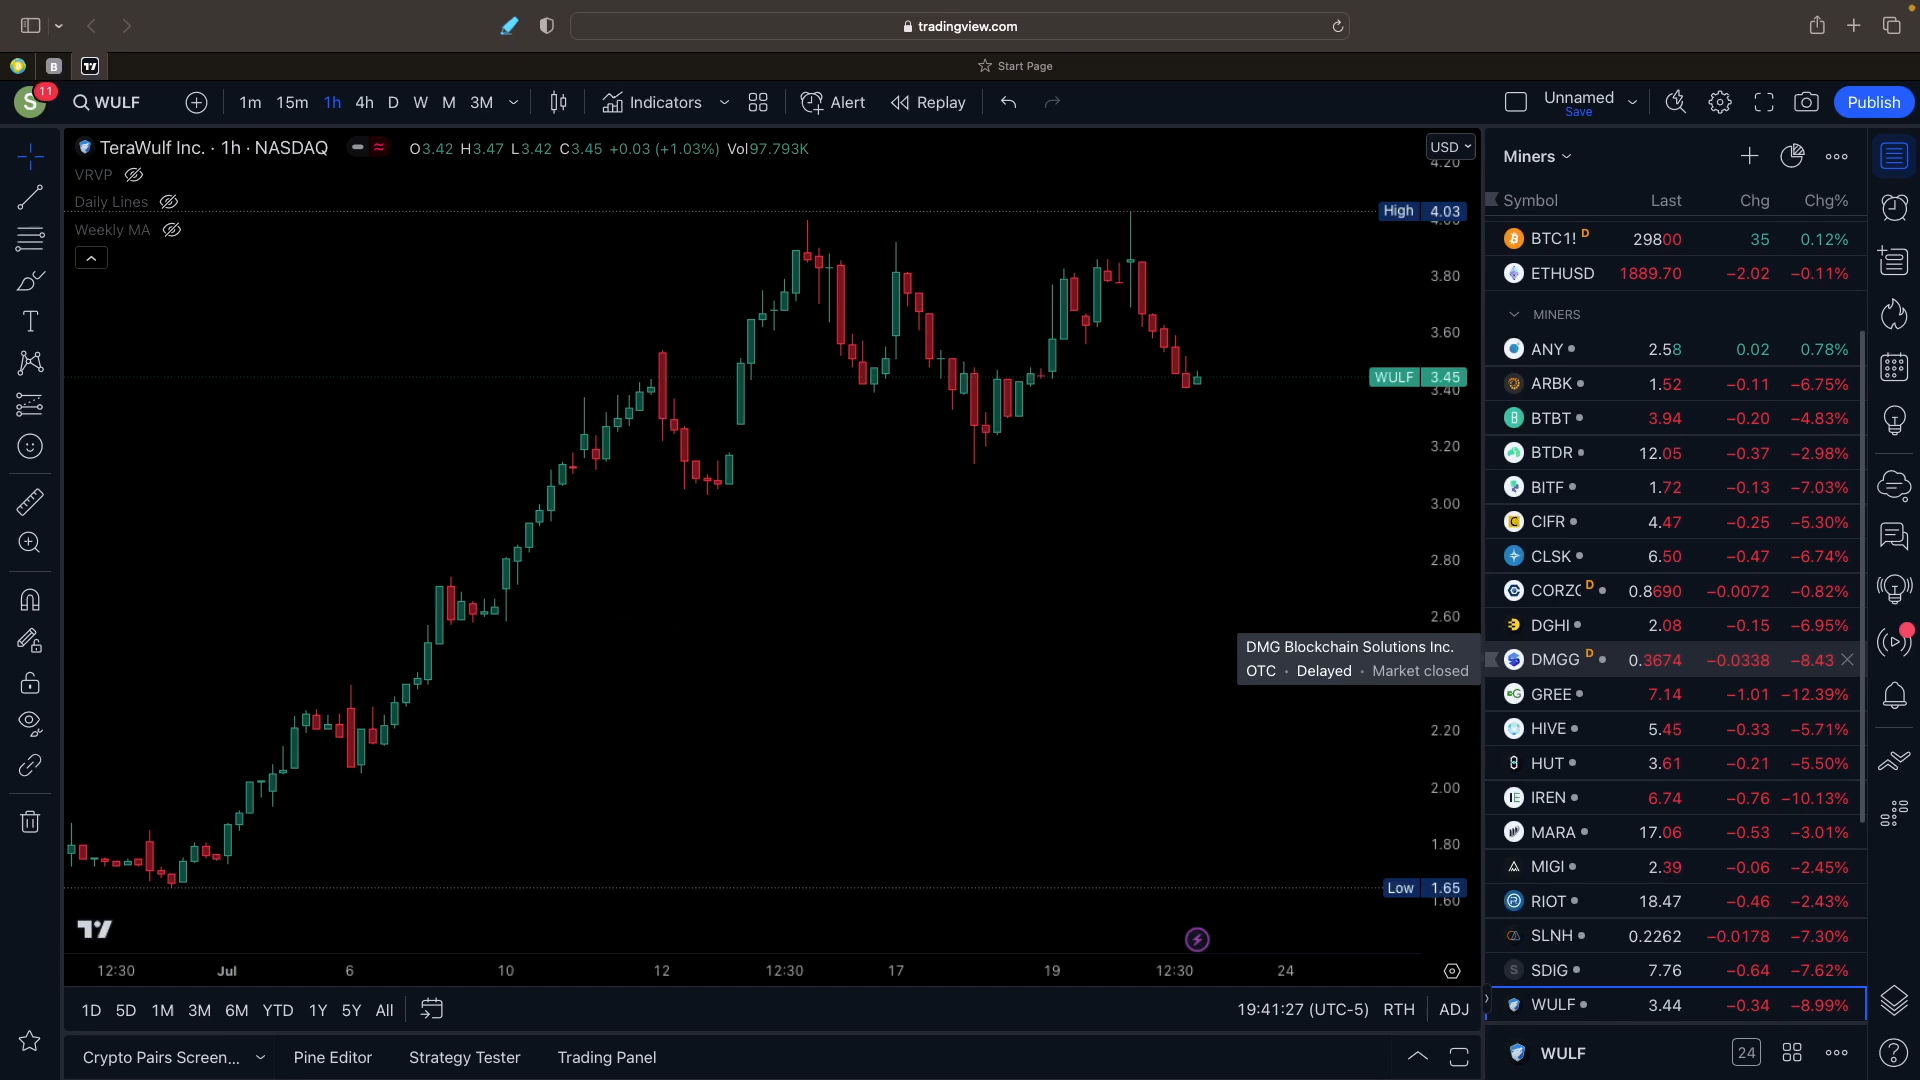 tradingview.com
B
Start Page
S
11
WULF
1m 15m 1h 4h D W M 3M
Indicators
Alert
Replay
Unnamed
Save
Publish
TeraWulf Inc. · 1h · NASDAQ
O3.42 H3.47 L3.42 C3.45 +0.03 (+1.03%) Vol97.793K
VRVP
Daily Lines
Weekly MA
USD
4.20
High 4.03
3.80
3.60
WULF 3.45
3.40
3.20
3.00
2.80
2.60
2.20
2.00
1.80
Low 1.65
1.60
DMG Blockchain Solutions Inc.
OTC · Delayed · Market closed
12:30 Jul 6 10 12 12:30 17 19 12:30 24
1D 5D 1M 3M 6M YTD 1Y 5Y All
19:41:27 (UTC-5) RTH ADJ
Crypto Pairs Screen... Pine Editor Strategy Tester Trading Panel
Miners
Symbol Last Chg Chg%
BTC1! D 29800 35 0.12%
ETHUSD 1889.70 −2.02 −0.11%
MINERS
ANY 2.58 0.02 0.78%
ARBK 1.52 −0.11 −6.75%
BTBT 3.94 −0.20 −4.83%
BTDR 12.05 −0.37 −2.98%
BITF 1.72 −0.13 −7.03%
CIFR 4.47 −0.25 −5.30%
CLSK 6.50 −0.47 −6.74%
CORZ D 0.8690 −0.0072 −0.82%
DGHI 2.08 −0.15 −6.95%
DMGG D 0.3674 −0.0338 −8.43
GREE 7.14 −1.01 −12.39%
HIVE 5.45 −0.33 −5.71%
HUT 3.61 −0.21 −5.50%
IREN 6.74 −0.76 −10.13%
MARA 17.06 −0.53 −3.01%
MIGI 2.39 −0.06 −2.45%
RIOT 18.47 −0.46 −2.43%
SLNH 0.2262 −0.0178 −7.30%
SDIG 7.76 −0.64 −7.62%
WULF 3.44 −0.34 −8.99%
WULF
24